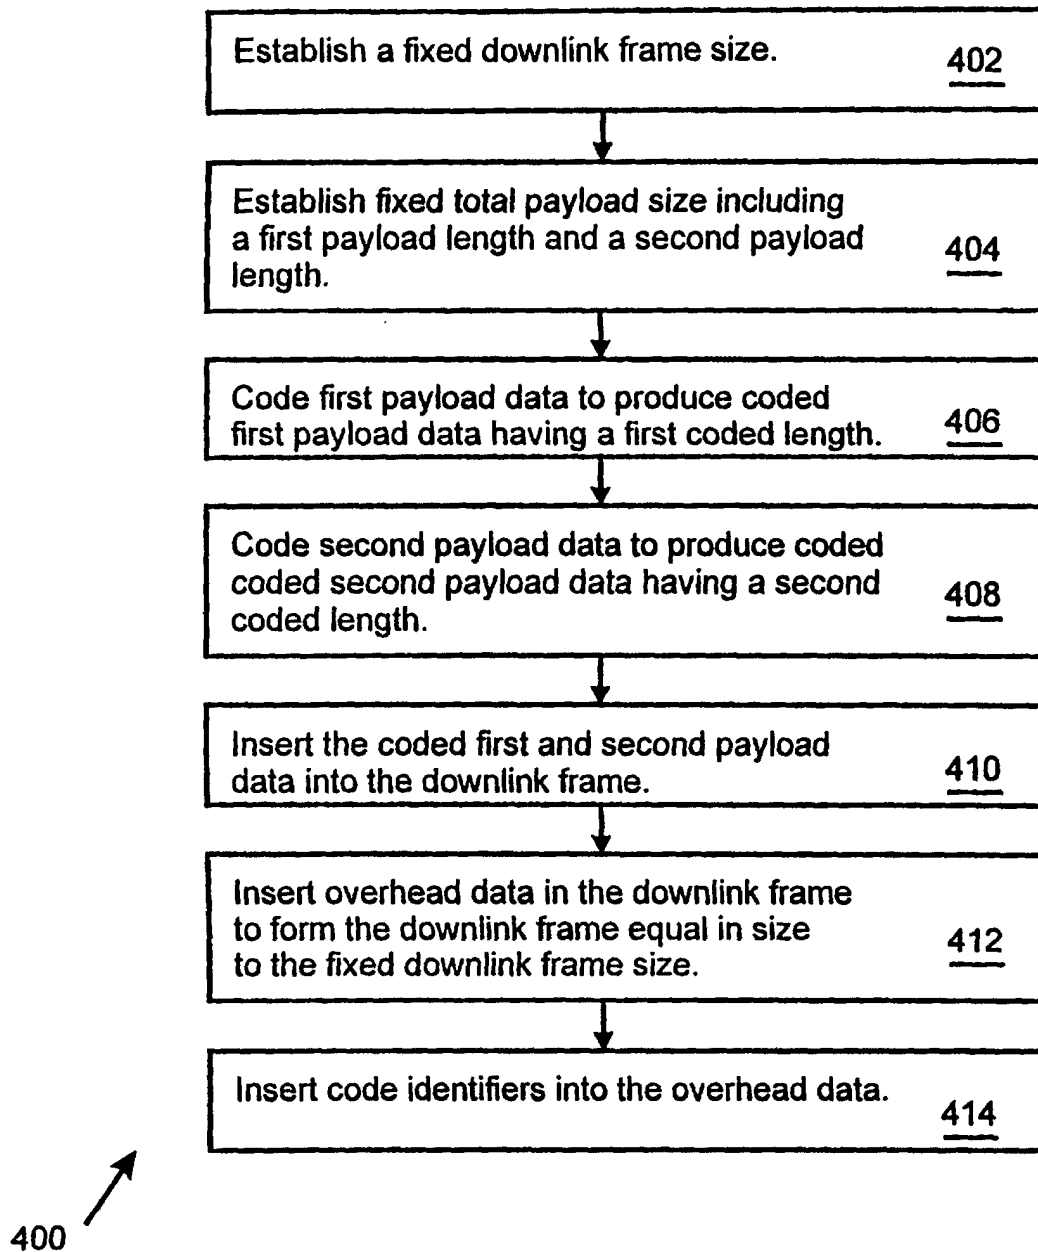 Establish a fixed downlink frame size.
402
Establish fixed total payload size including
a first payload length and a second payload
length.
404
Code first payload data to produce coded
first payload data having a first coded length.
406
Code second payload data to produce coded
coded second payload data having a second
coded length.
408
Insert the coded first and second payload
data into the downlink frame.
410
Insert overhead data in the downlink frame
to form the downlink frame equal in size
to the fixed downlink frame size.
412
Insert code identifiers into the overhead data.
414
400